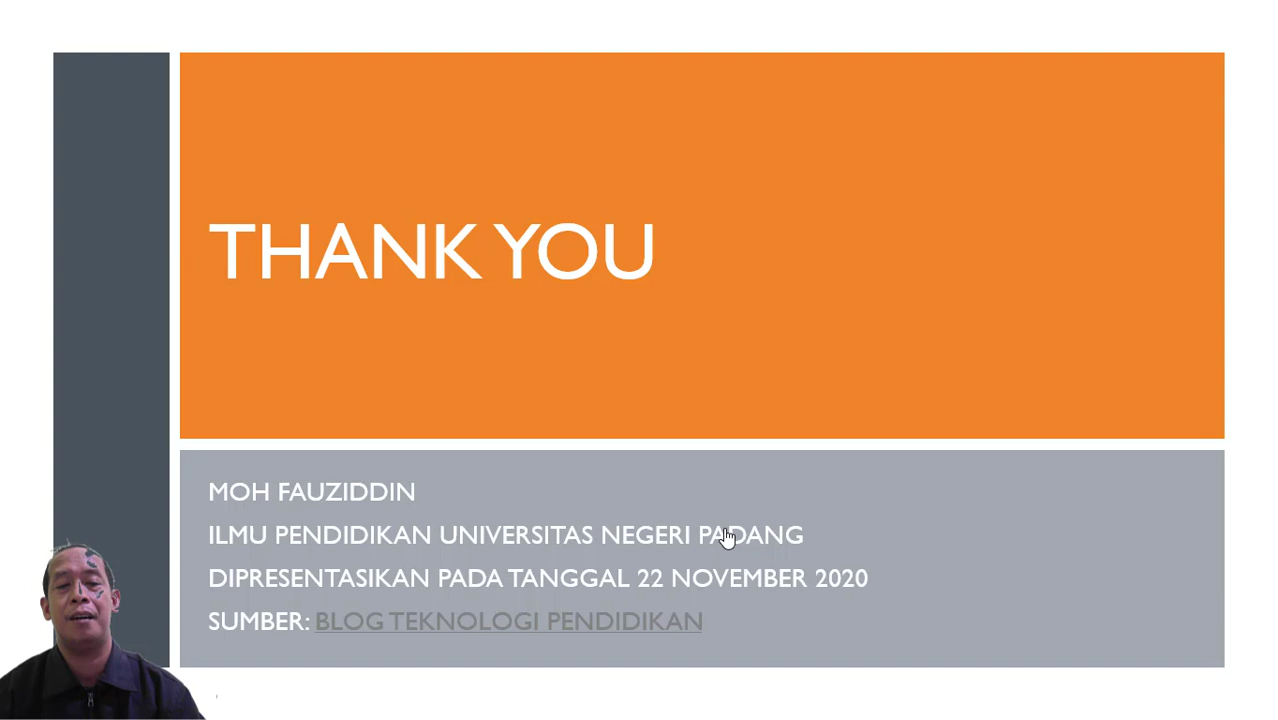 THANK YOU
MOH FAUZIDDIN
ILMU PENDIDIKAN UNIVERSITAS NEGERI PADANG
DIPRESENTASIKAN PADA TANGGAL 22 NOVEMBER 2020
SUMBER: BLOG TEKNOLOGI PENDIDIKAN